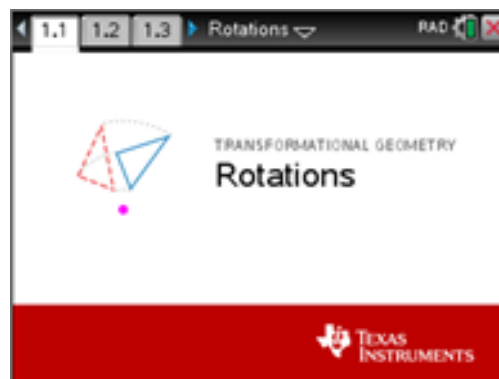 1.1 1.2 1.3 Rotations RAD
TRANSFORMATIONAL GEOMETRY
Rotations
TEXAS
INSTRUMENTS